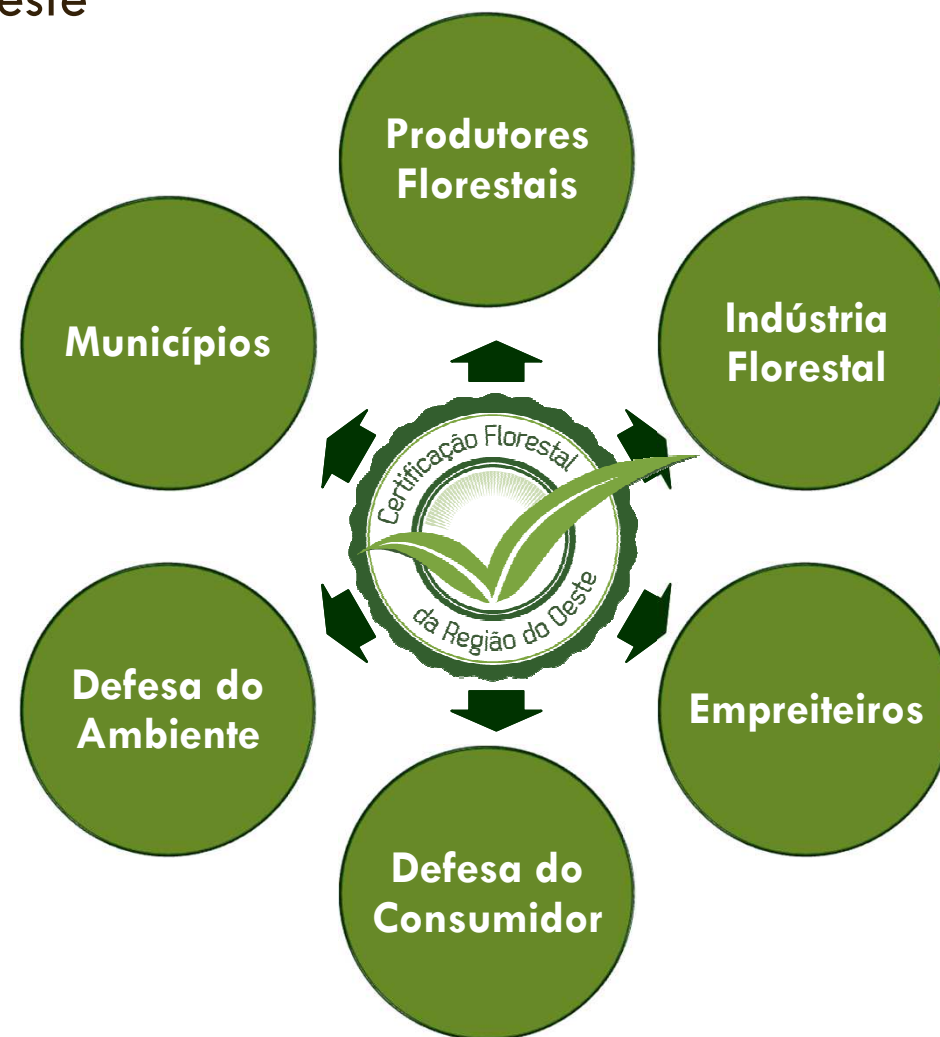 Produtores
Florestais
Municípios
Indústria
Florestal
Certificação Florestal
da Região do Oeste
Defesa do
Ambiente
Empreiteiros
Defesa do
Consumidor